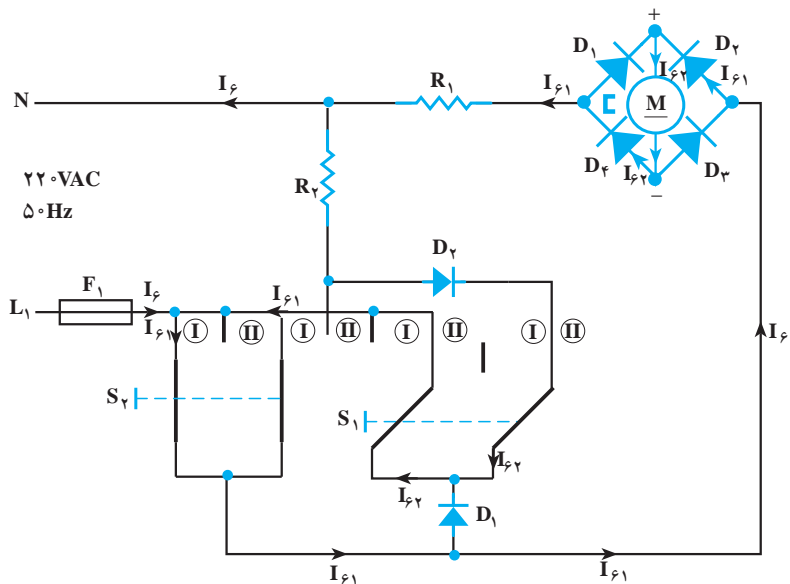 +
D۱ D۲
I۶۲ I۶۱
N I۶ R۱ I۶۱ M
D۴ I۶۲ D۳
−
۲۲۰VAC
۵۰Hz
R۲
D۲
L۱ F۱ I۶ I۶۱
I۶۱ I II I II I II I II
I۶
S۲ S۱
I۶۲ I۶۲
D۱
I۶۱ I۶۱